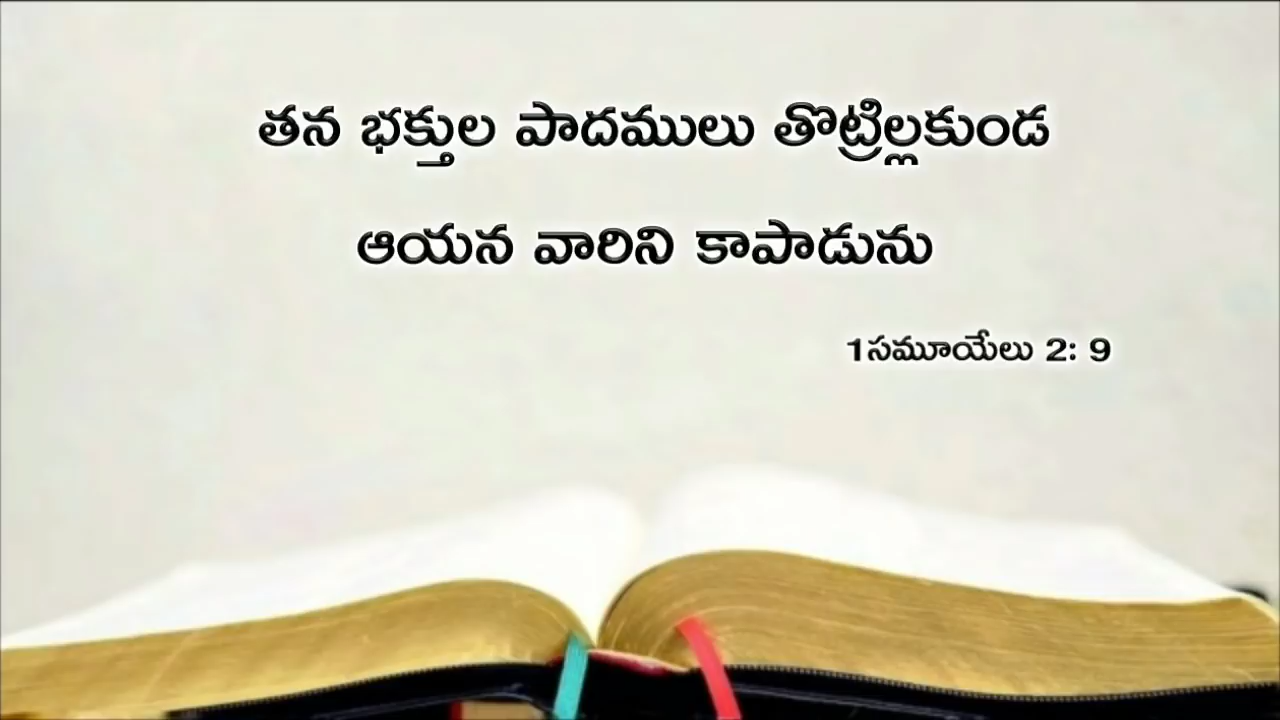 తన భక్తుల పాదములు తొట్రిల్లకుండ
ఆయన వారిని కాపాడును
1సమూయేలు 2: 9